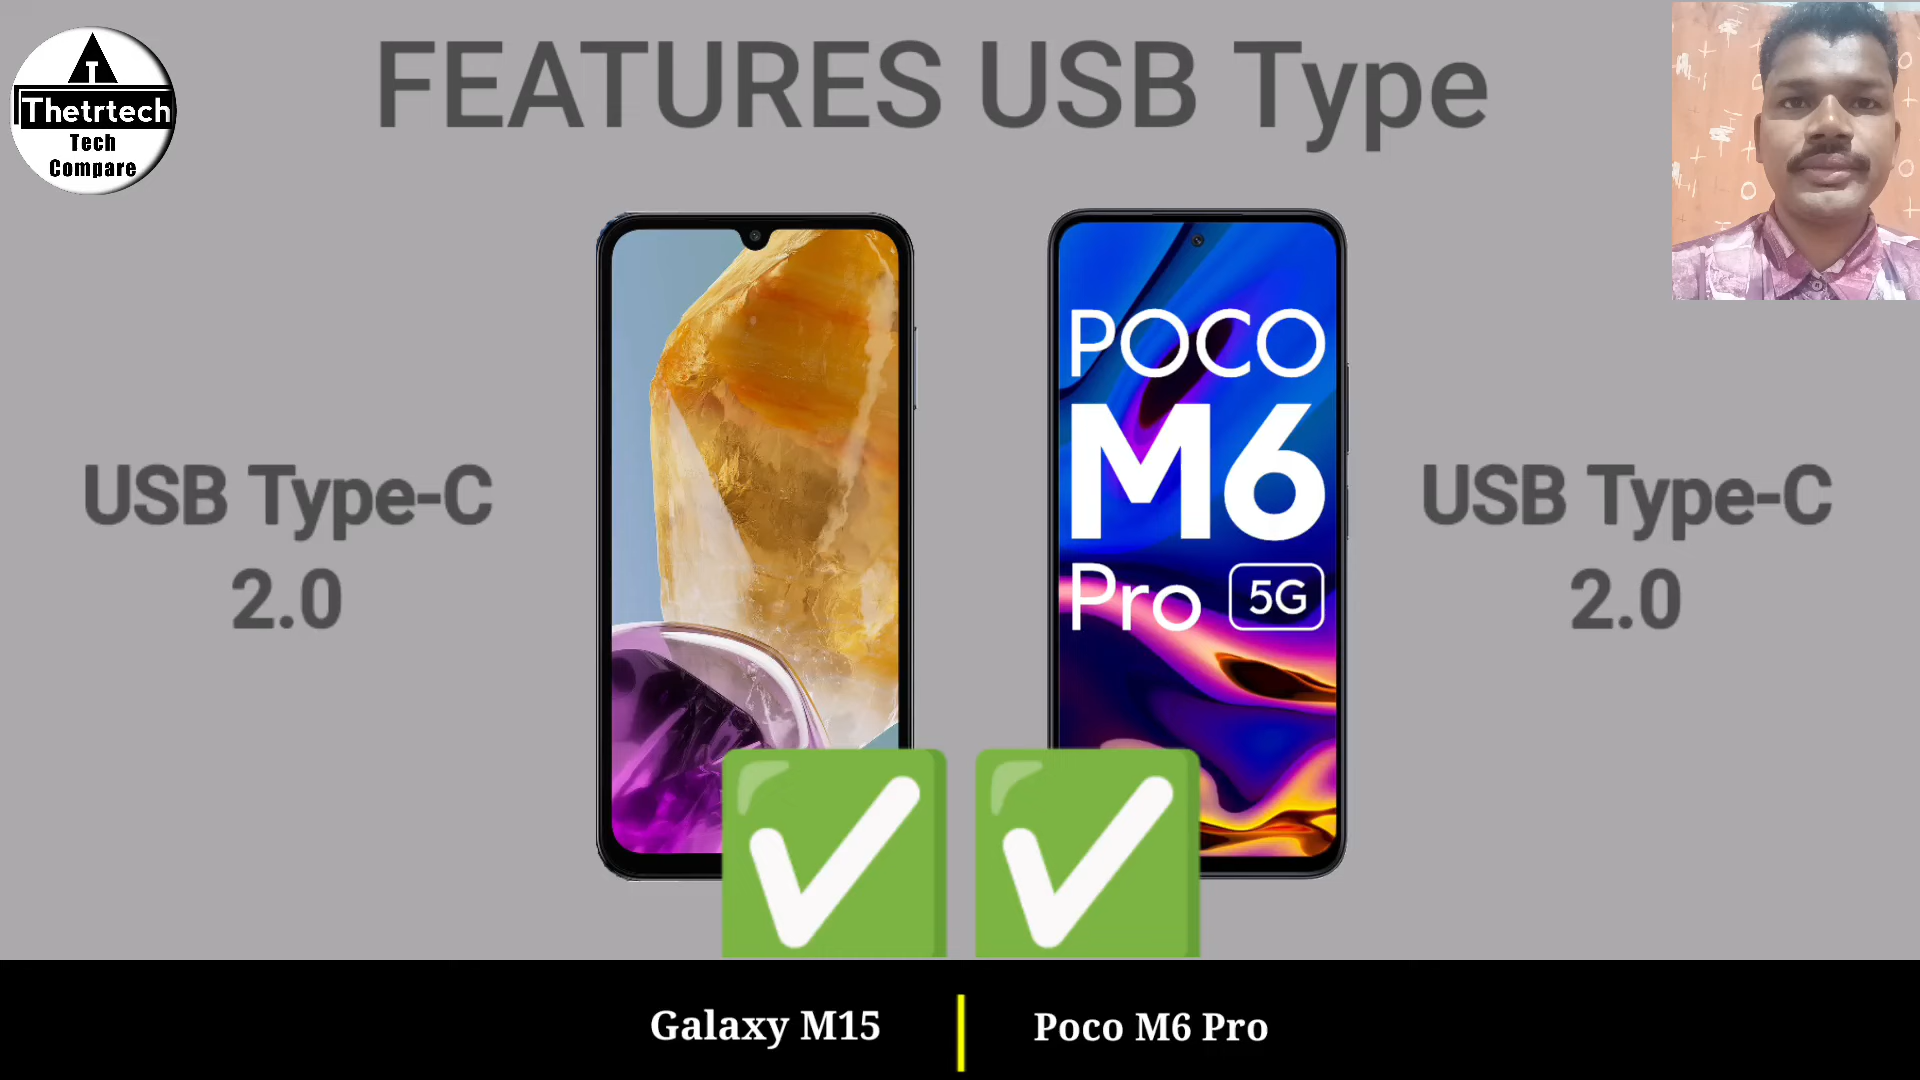 T
Thetrtech
Tech
Compare
FEATURES USB Type
USB Type-C
2.0
POCO
M6
Pro 5G
USB Type-C
2.0
Galaxy M15
Poco M6 Pro